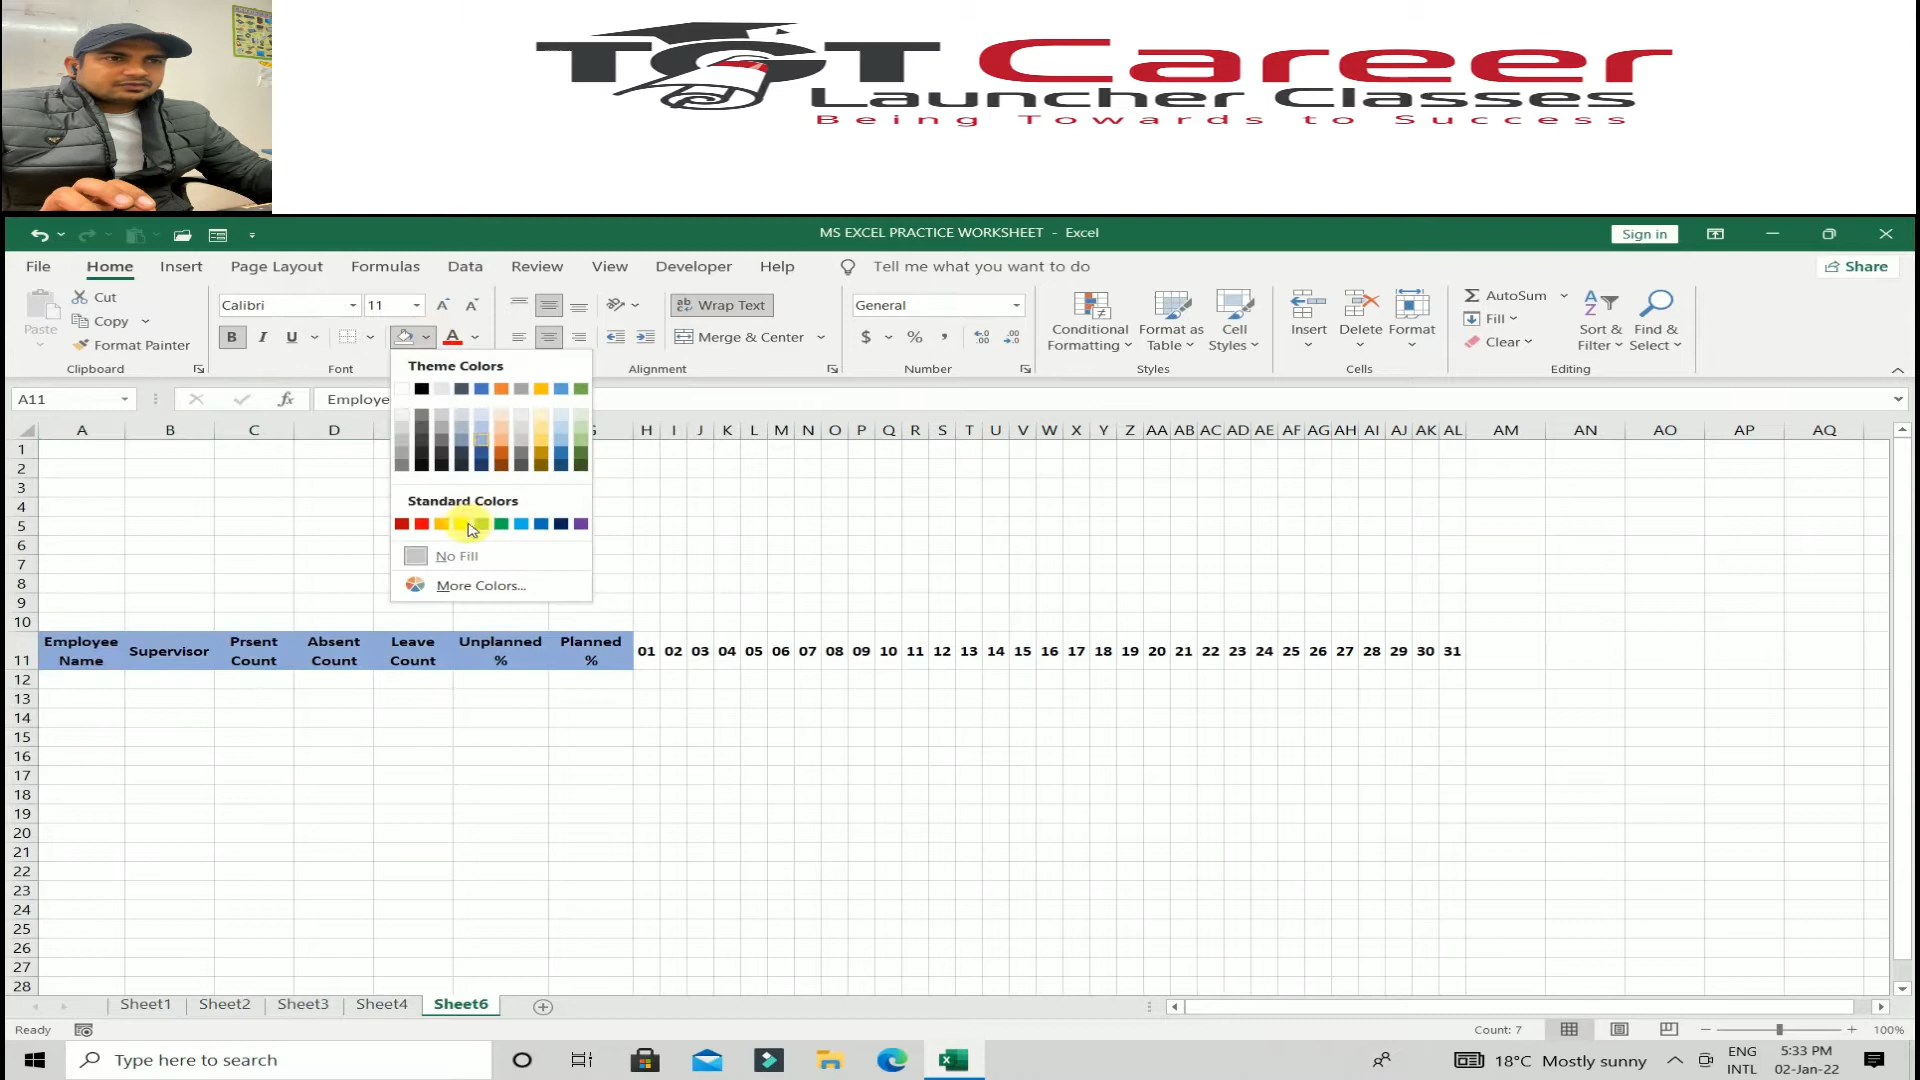 TGT Career
Launcher Classes
Being Towards to Success
MS EXCEL PRACTICE WORKSHEET - Excel
Sign in
File Home Insert Page Layout Formulas Data Review View Developer Help Tell me what you want to do Share
Paste Cut Copy Format Painter Clipboard
Calibri 11
B I U A
Font
Wrap Text
Merge & Center
Alignment
General
$ % ,
Number
Conditional Formatting
Format as Table
Cell Styles
Styles
Insert Delete Format
Cells
AutoSum
Fill
Clear
Sort & Filter
Find & Select
Editing
A11 fx Employe
Theme Colors
Standard Colors
No Fill
More Colors...
A B C D G H I J K L M N O P Q R S T U V W X Y Z AA AB AC AD AE AF AG AH AI AJ AK AL AM AN AO AP AQ
1
2
3
4
5
6
7
8
9
10
11 Employee Name Supervisor Prsent Count Absent Count Leave Count Unplanned % Planned % 01 02 03 04 05 06 07 08 09 10 11 12 13 14 15 16 17 18 19 20 21 22 23 24 25 26 27 28 29 30 31
12
13
14
15
16
17
18
19
20
21
22
23
24
25
26
27
28
Sheet1 Sheet2 Sheet3 Sheet4 Sheet6
Ready Count: 7 100%
Type here to search 18°C Mostly sunny ENG INTL 5:33 PM 02-Jan-22